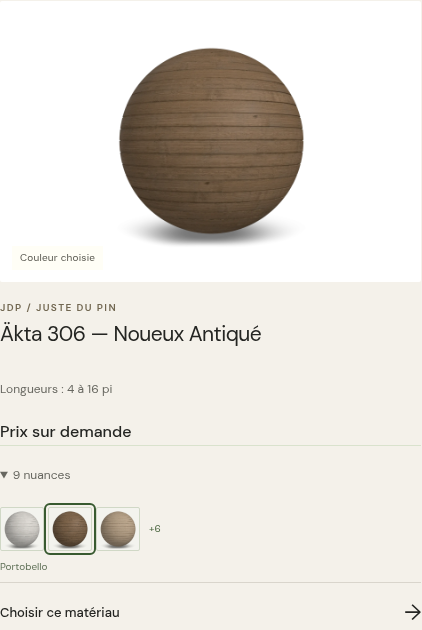 Couleur choisie
JDP / JUSTE DU PIN
Äkta 306 — Noueux Antiqué
Longueurs : 4 à 16 pi
Prix sur demande
▼ 9 nuances
+6
Portobello
Choisir ce matériau →